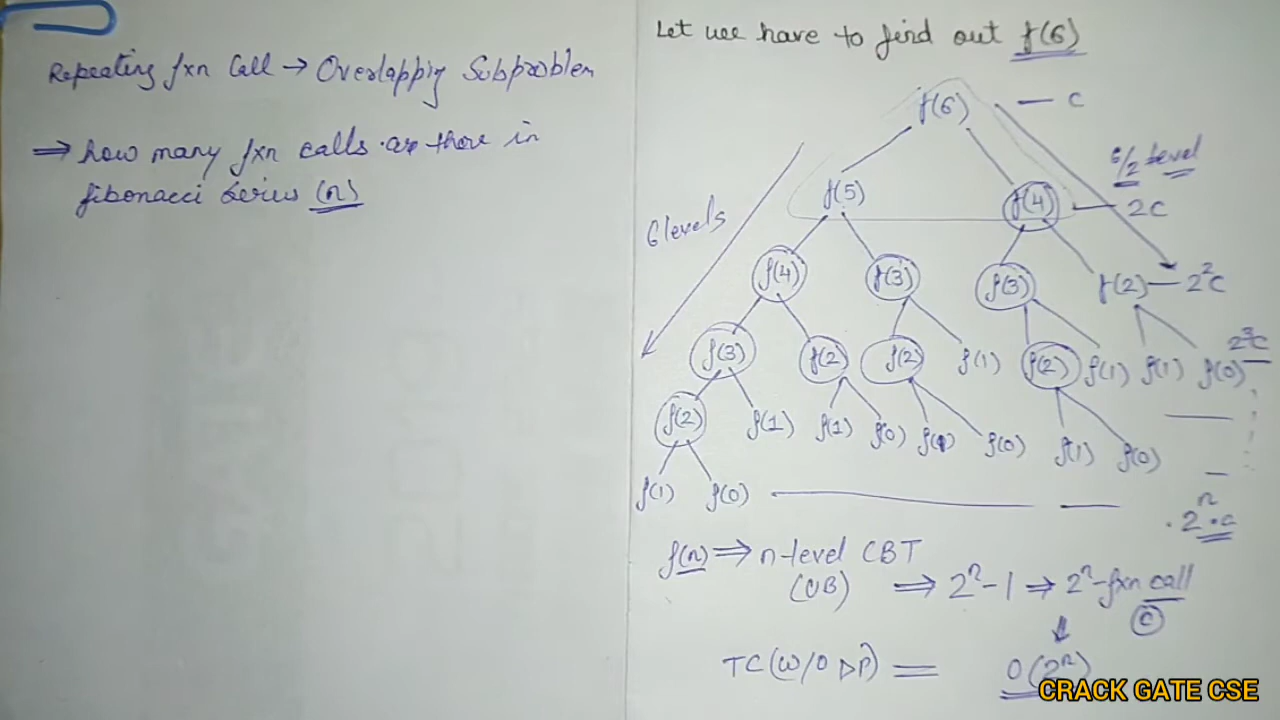 Repeating fxn Call → Overlappig Subproblem
⇒ how many fxn calls are there in
fibonacci series (n)
Let we have to find out f(6)
f(6) — C
6/2 Level
f(5) f(4) — 2C
6 levels
f(4) f(3) f(3) f(2) — 2²C
f(3) f(2) f(2) f(1) f(2) f(1) f(1) f(0) 2³C
f(2) f(1) f(1) f(0) f(1) f(0) f(1) f(0)
f(1) f(0)
2ⁿ·c
f(n) ⇒ n-level CBT
(UB) ⇒ 2ⁿ-1 ⇒ 2ⁿ-fxn call
C
TC(W/O DP) = O(2ⁿ)
CRACK GATE CSE